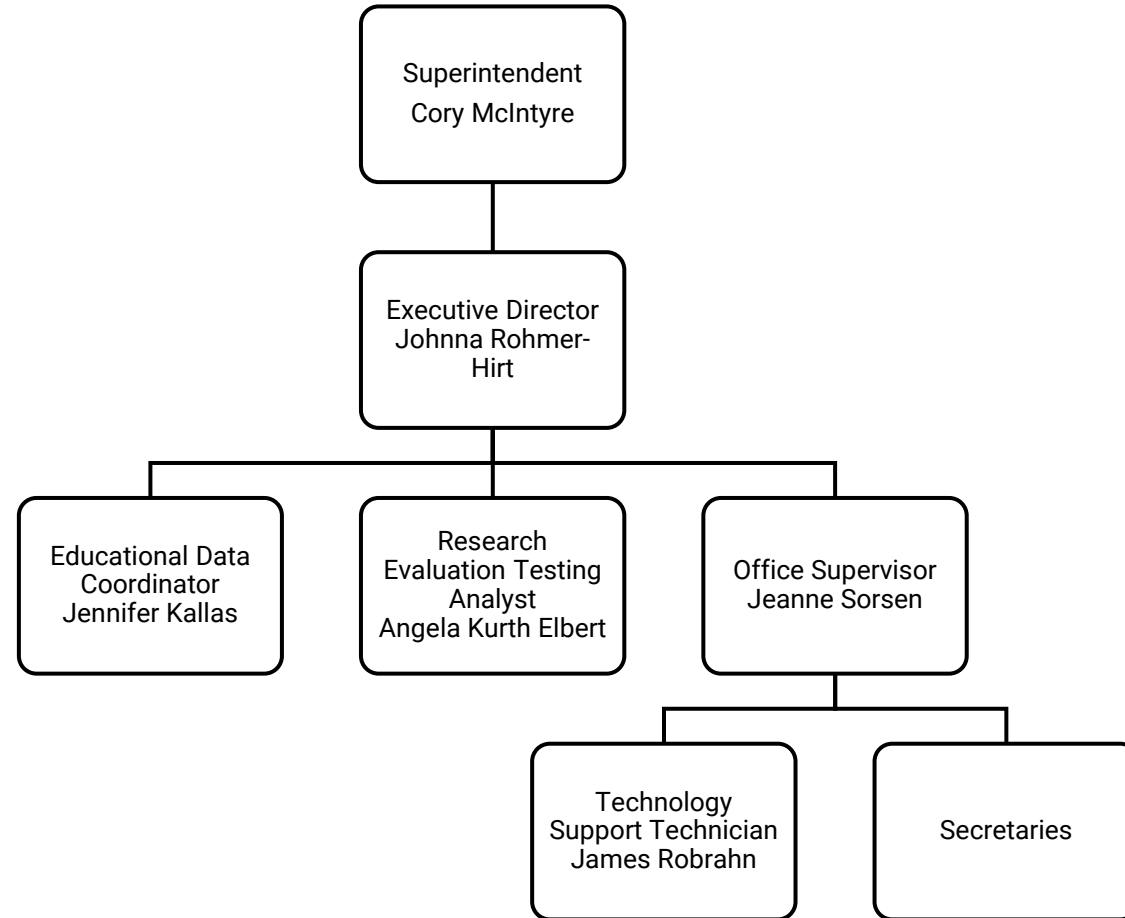 Superintendent
Cory McIntyre
Executive Director
Johnna Rohmer-
Hirt
Educational Data
Coordinator
Jennifer Kallas
Research
Evaluation Testing
Analyst
Angela Kurth Elbert
Office Supervisor
Jeanne Sorsen
Technology
Support Technician
James Robrahn
Secretaries